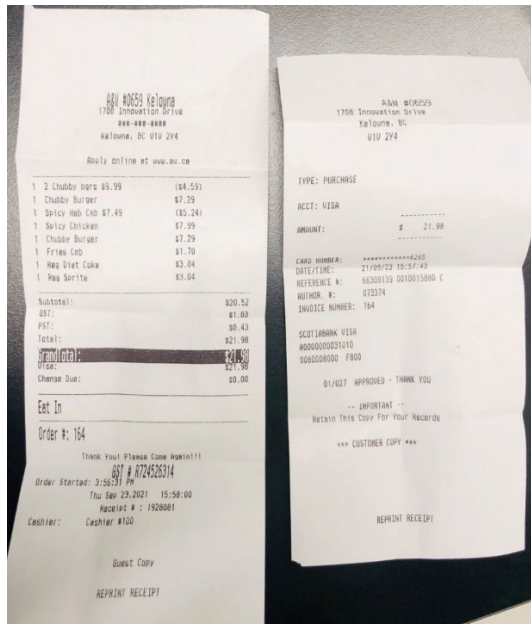 A&W #0659 Kelowna
1708 Innovation Drive
###-###-####
Kelowna, BC V1V 2Y4
Apply online at www.aw.ca
1 2 Chubby bgrs $9.99 ($4.59)
1 Chubby Burger $7.29
1 Spicy Hab Cmb $7.49 ($5.24)
1 Spicy Chicken $7.99
1 Chubby Burger $7.29
1 Fries Cmb $1.70
1 Reg Diet Coke $3.04
1 Reg Sprite $3.04
Subtotal: $20.52
GST: $1.03
PST: $0.43
Total: $21.98
GrandTotal: $21.98
Visa: $21.98
Change Due: $0.00
Eat In
Order #: 164
Thank You! Please Come Again!!!
GST # R724526314
Order Started: 3:56:31 PM
Thu Sep 23.2021 15:58:00
Receipt # : 1928081
Cashier: Cashier #100
Guest Copy
REPRINT RECEIPT
A&W #0659
1708 Innovation Drive
Kelowna, BC
V1V 2Y4
TYPE: PURCHASE
ACCT: VISA
AMOUNT: $ 21.98
CARD NUMBER: ************6265
DATE/TIME: 21/09/23 15:57:43
REFERENCE #: 66308139 0010015880 C
AUTHOR. #: 073374
INVOICE NUMBER: 164
SCOTIABANK VISA
A0000000031010
0080008000 F800
01/027 APPROVED - THANK YOU
-- IMPORTANT --
Retain This Copy For Your Records
*** CUSTOMER COPY ***
REPRINT RECEIPT